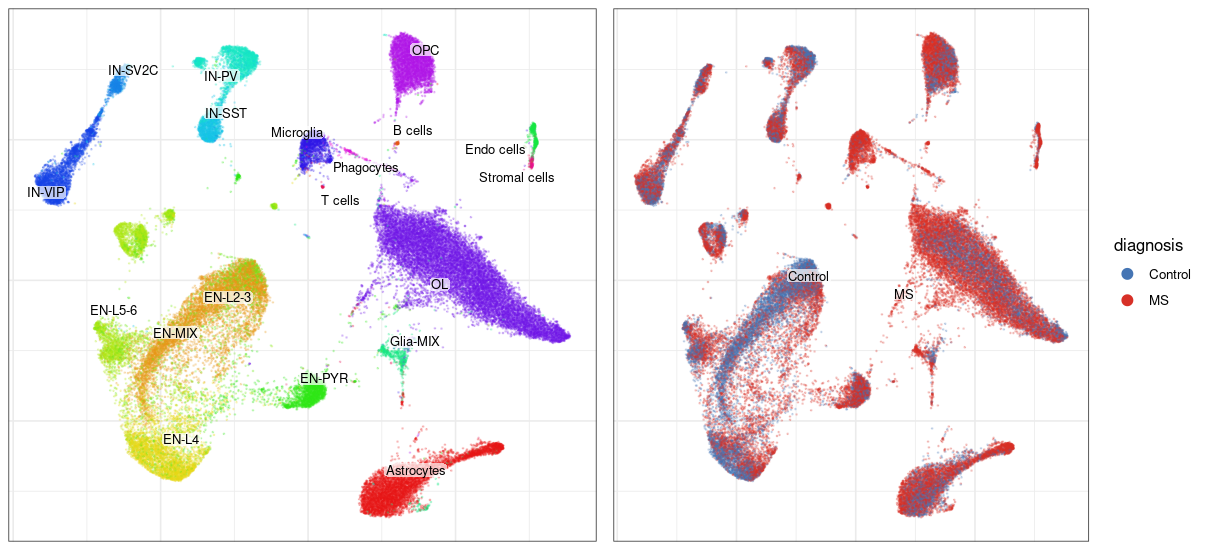 OPC
IN-SV2C
IN-PV
IN-SST
Microglia
B cells
Endo cells
Phagocytes
Stromal cells
IN-VIP
T cells
OL
EN-L2-3
EN-L5-6
EN-MIX
Glia-MIX
EN-PYR
EN-L4
Astrocytes
Control
MS
diagnosis
Control
MS